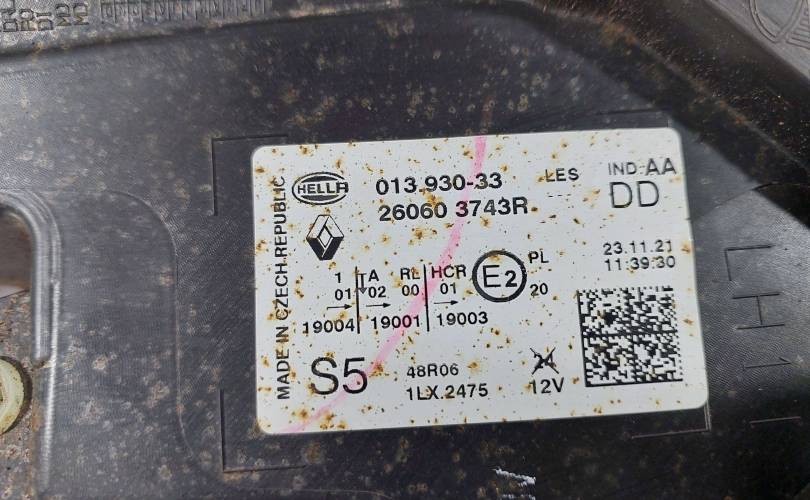 HELLA 013.930-33 LES IND:AA
26060 3743R DD
MADE IN CZECH.REPUBLIC
23.11.21
11:39:30
1 TA RL HCR E2 PL
01 02 00 01 20
19004 19001 19003
S5 48R06 24
1LX.2475 12V
LH1